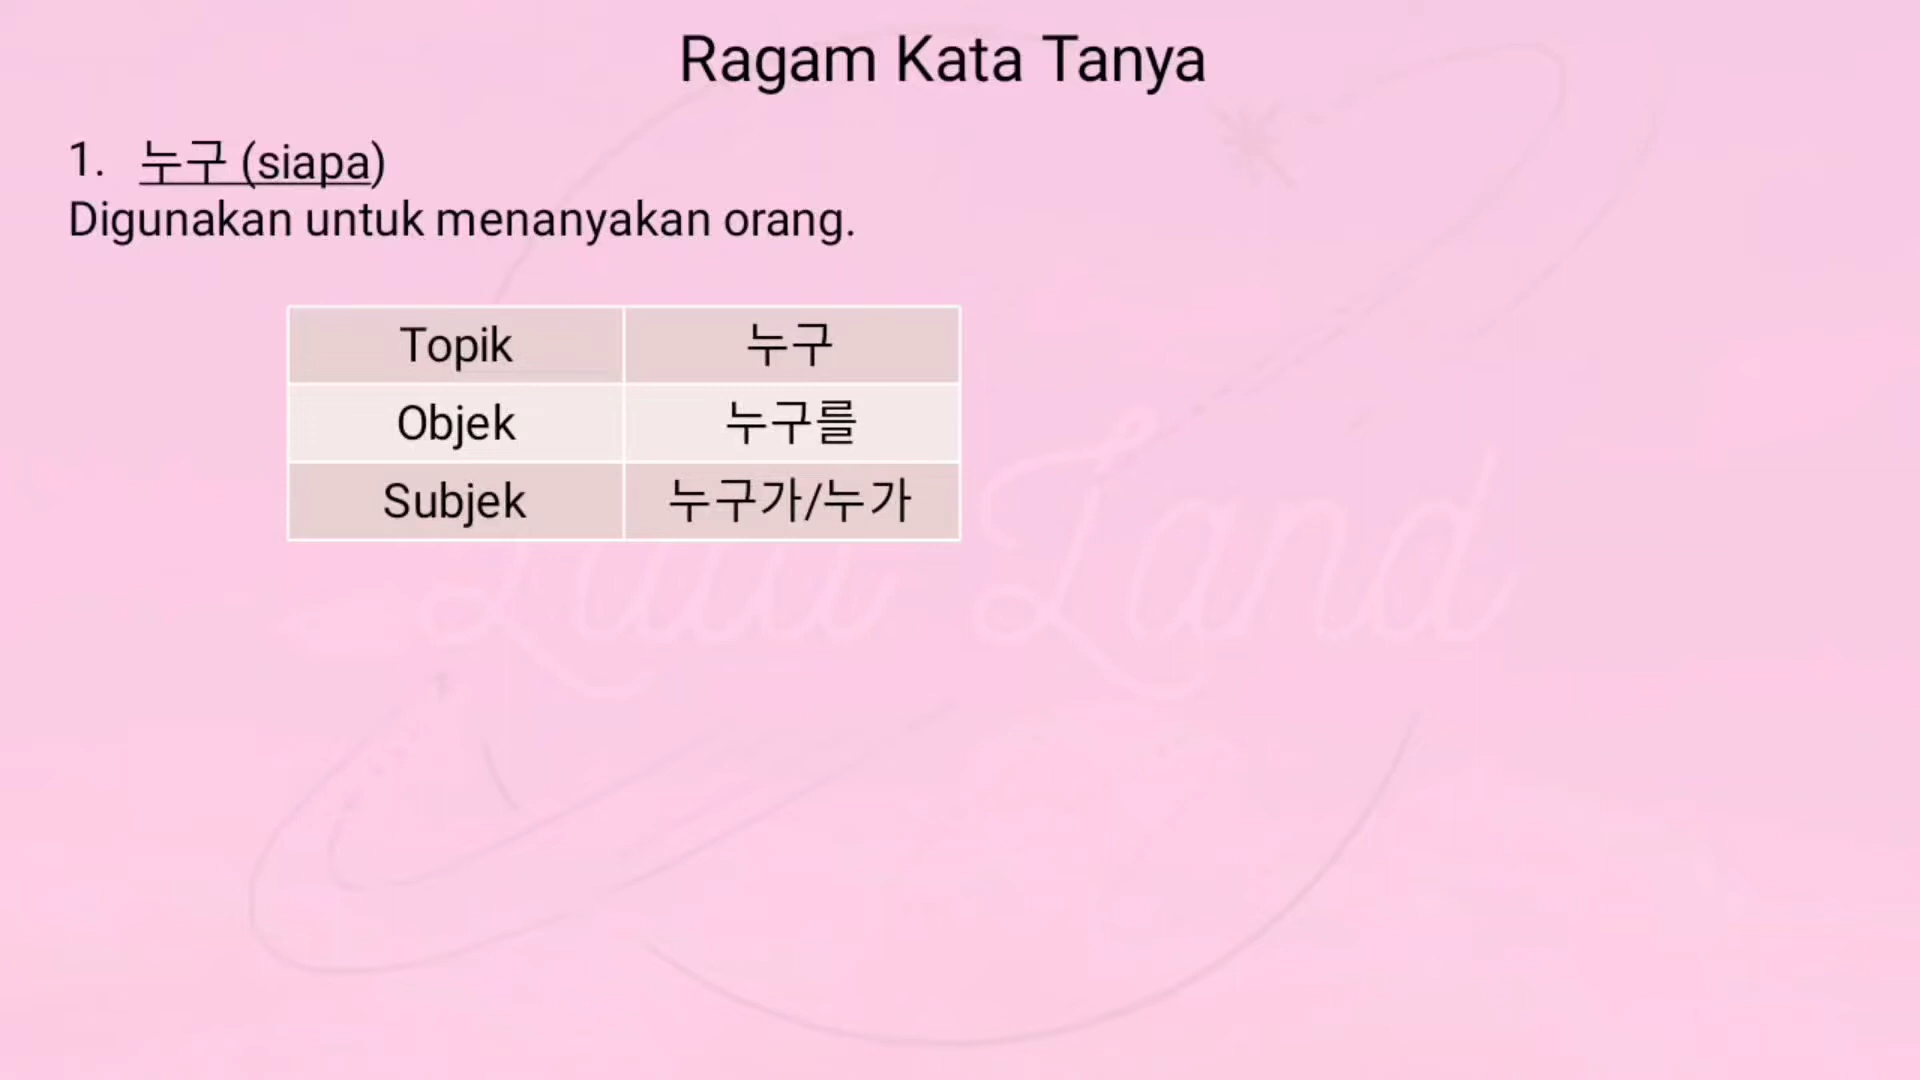 Ragam Kata Tanya
1. 누구 (siapa)
Digunakan untuk menanyakan orang.
Topik 누구
Objek 누구를
Subjek 누구가/누가
Land